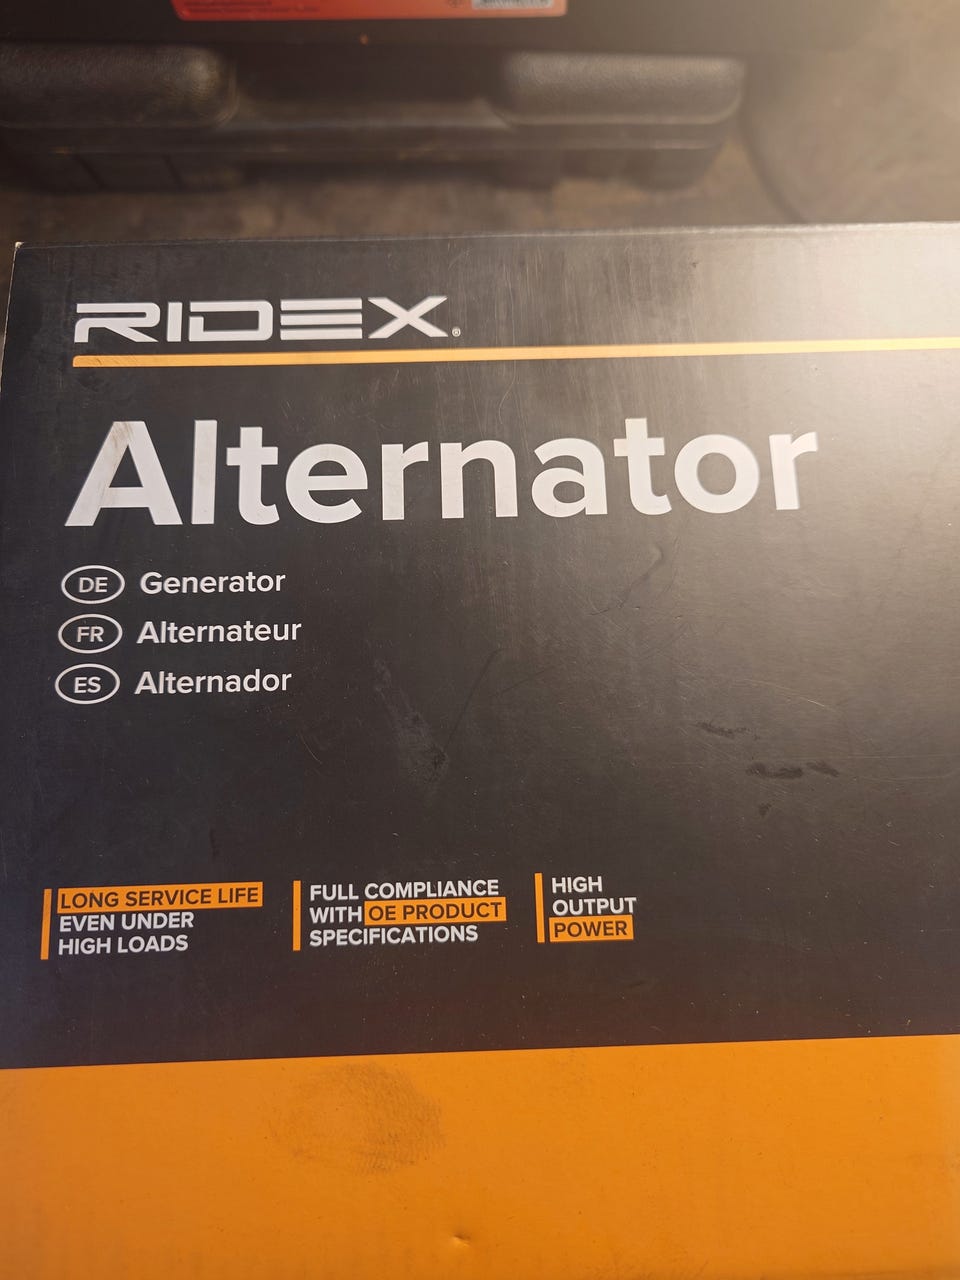 RIDEX®
Alternator
DE Generator
FR Alternateur
ES Alternador
LONG SERVICE LIFE
EVEN UNDER
HIGH LOADS
FULL COMPLIANCE
WITH OE PRODUCT
SPECIFICATIONS
HIGH
OUTPUT
POWER